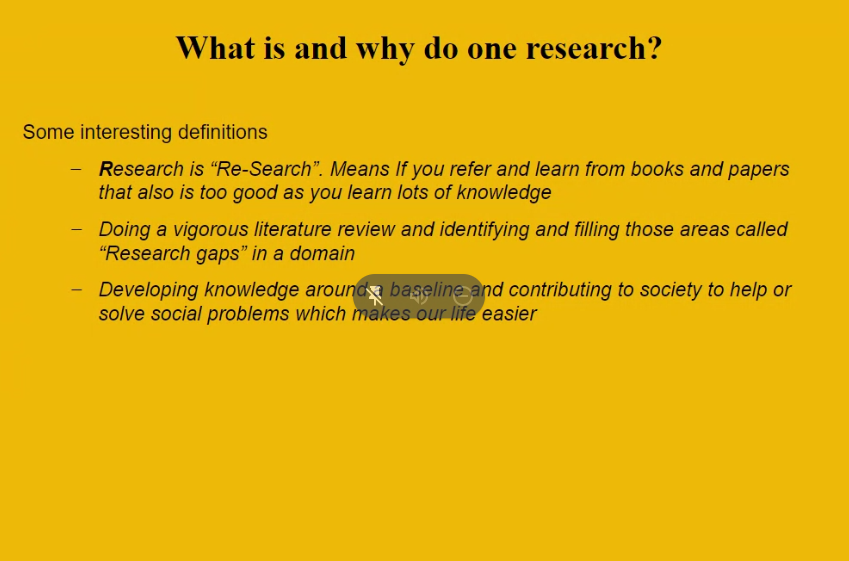 What is and why do one research?
Some interesting definitions
– Research is “Re-Search”. Means If you refer and learn from books and papers
that also is too good as you learn lots of knowledge
– Doing a vigorous literature review and identifying and filling those areas called
“Research gaps” in a domain
– Developing knowledge around a baseline and contributing to society to help or
solve social problems which makes our life easier